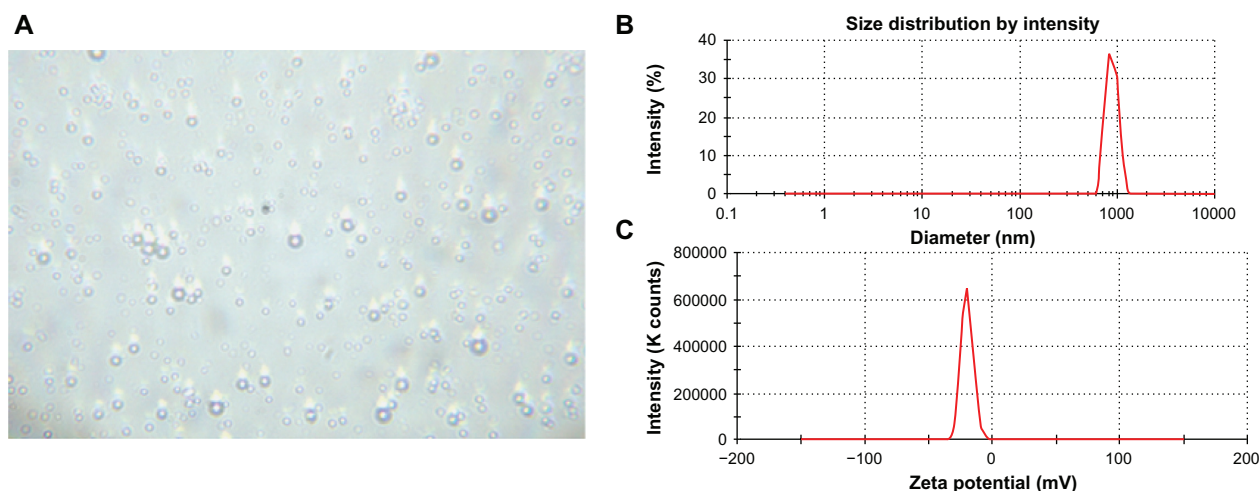 A
B
Size distribution by intensity
Intensity (%)
40
30
20
10
0
0.1 1 10 100 1000 10000
Diameter (nm)
C
Intensity (K counts)
800000
600000
400000
200000
0
−200 −100 0 100 200
Zeta potential (mV)